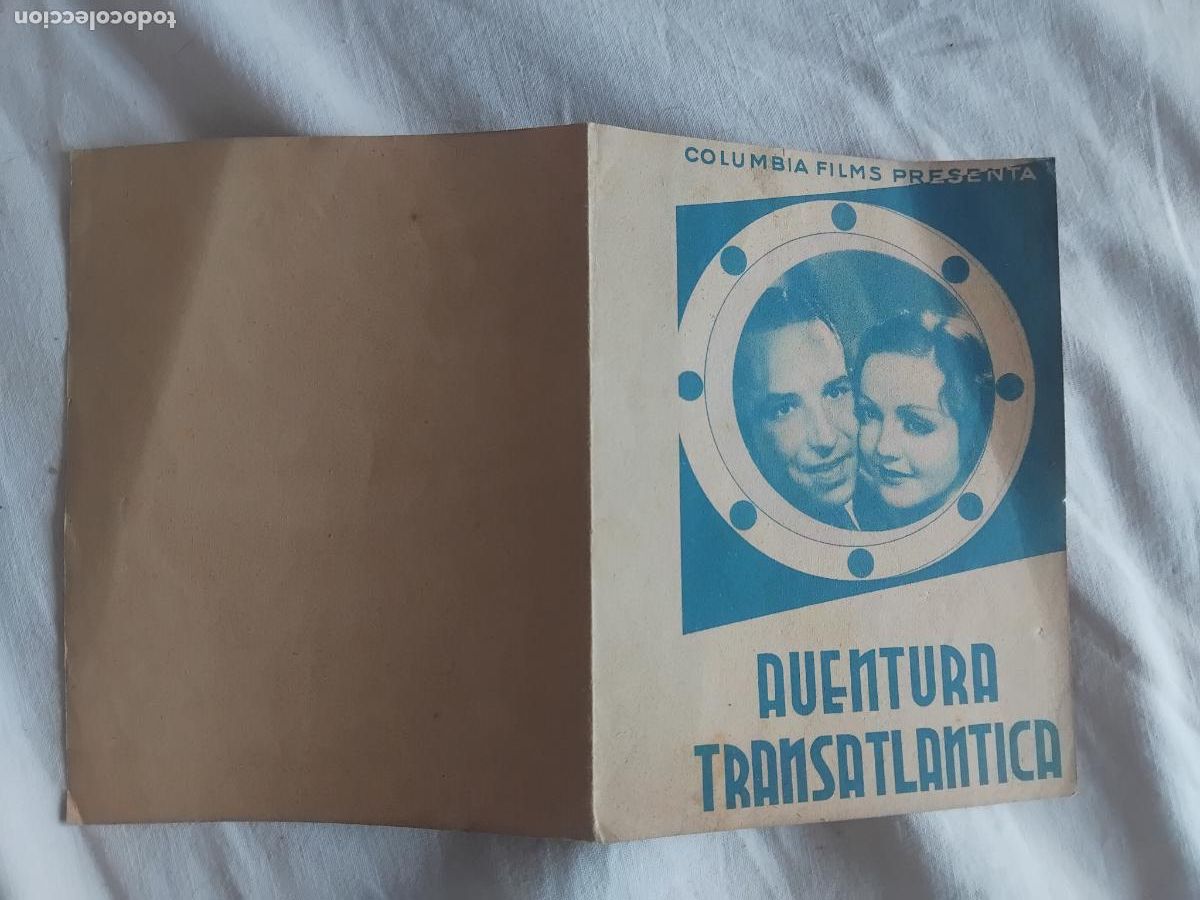 todocoleccion
COLUMBIA FILMS PRESENTA
AVENTURA
TRANSATLANTICA